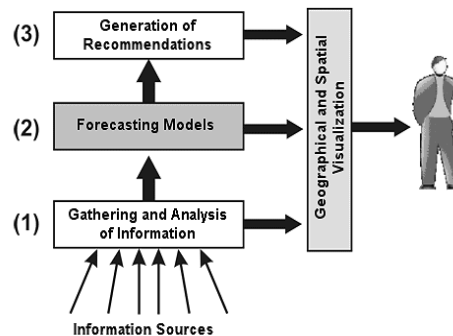 (3)
Generation of
Recommendations
(2)
Forecasting Models
(1)
Gathering and Analysis
of Information
Information Sources
Geographical and Spatial
Visualization